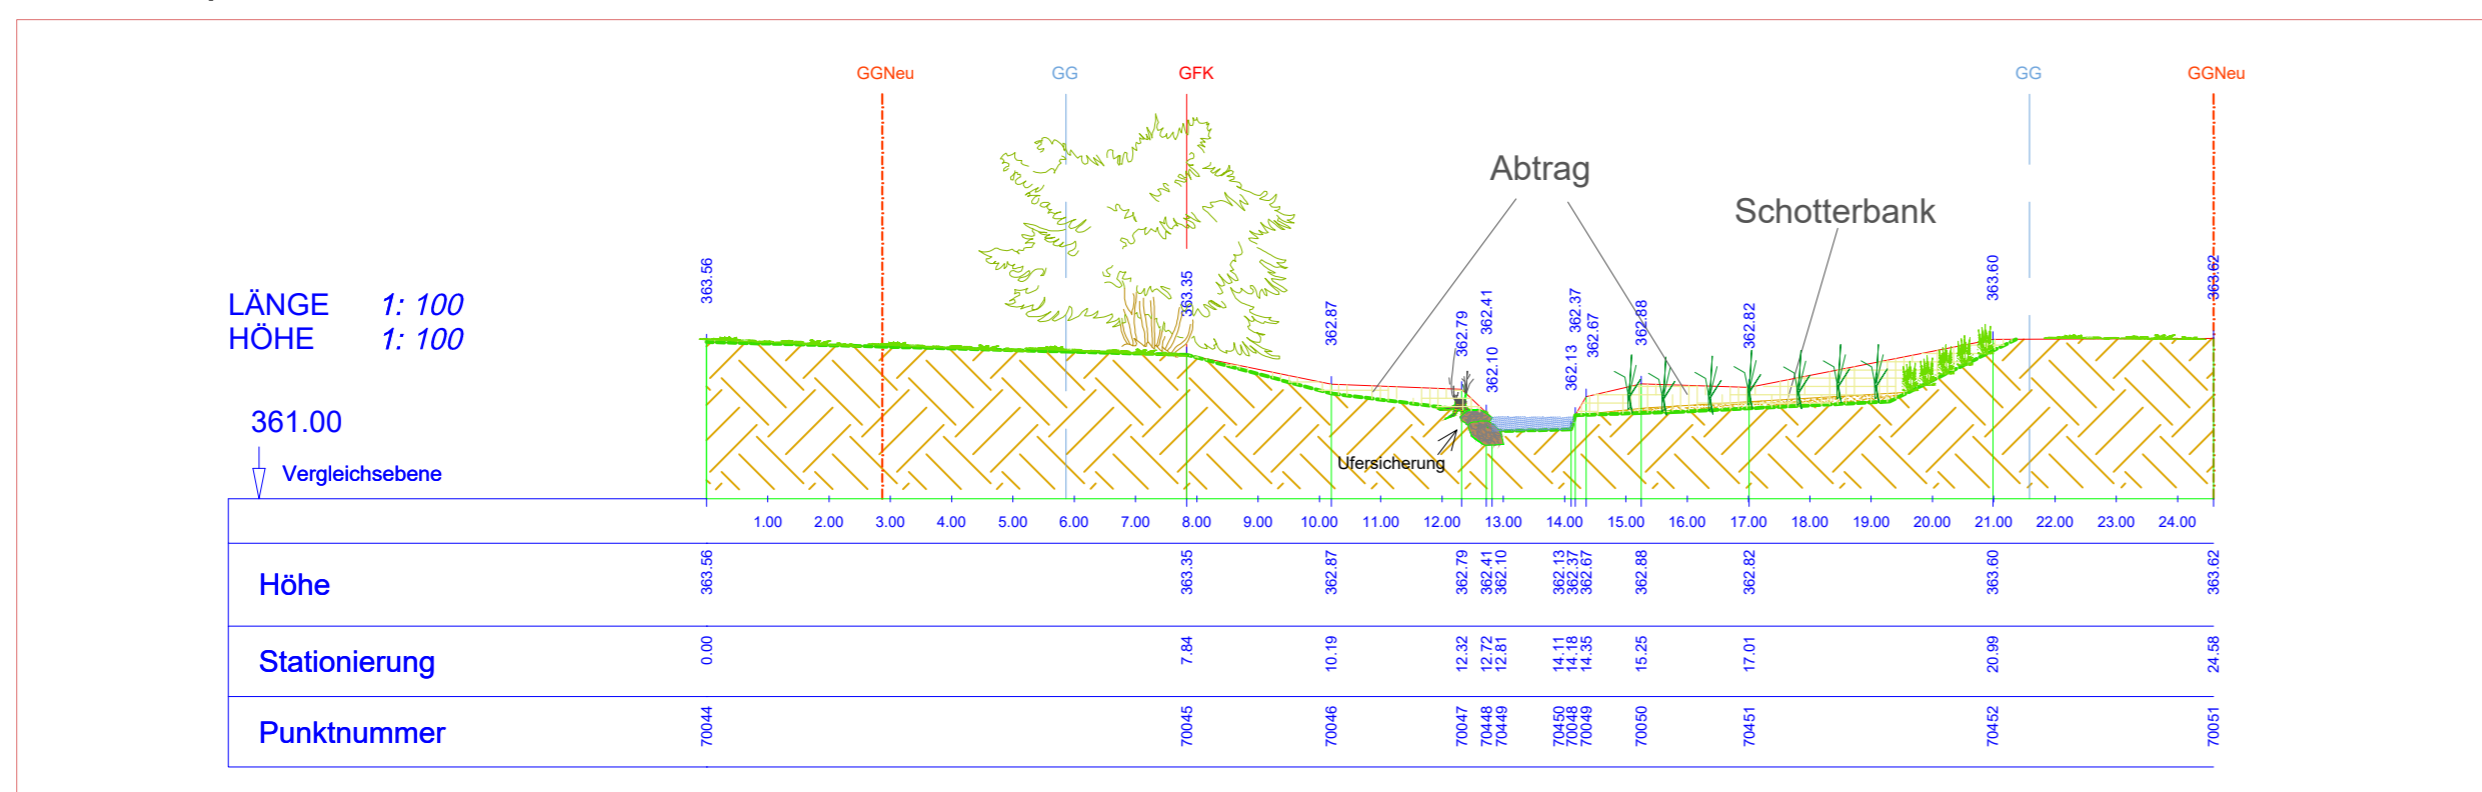 GGNeu GG GFK GG GGNeu
Abtrag
Schotterbank
363.56 363.35 362.87 362.79 362.41 362.10 362.13 362.37 362.67 362.88 362.82 363.60 363.62
LÄNGE 1: 100
HÖHE 1: 100
361.00
Vergleichsebene
Ufersicherung
1.00 2.00 3.00 4.00 5.00 6.00 7.00 8.00 9.00 10.00 11.00 12.00 13.00 14.00 15.00 16.00 17.00 18.00 19.00 20.00 21.00 22.00 23.00 24.00
Höhe 363.56 363.35 362.87 362.79 362.41 362.10 362.13 362.37 362.67 362.88 362.82 363.60 363.62
Stationierung 0.00 7.84 10.19 12.32 12.72 12.81 14.11 14.18 14.35 15.25 17.01 20.99 24.58
Punktnummer 70044 70045 70046 70047 70448 70449 70450 70048 70049 70050 70451 70452 70051